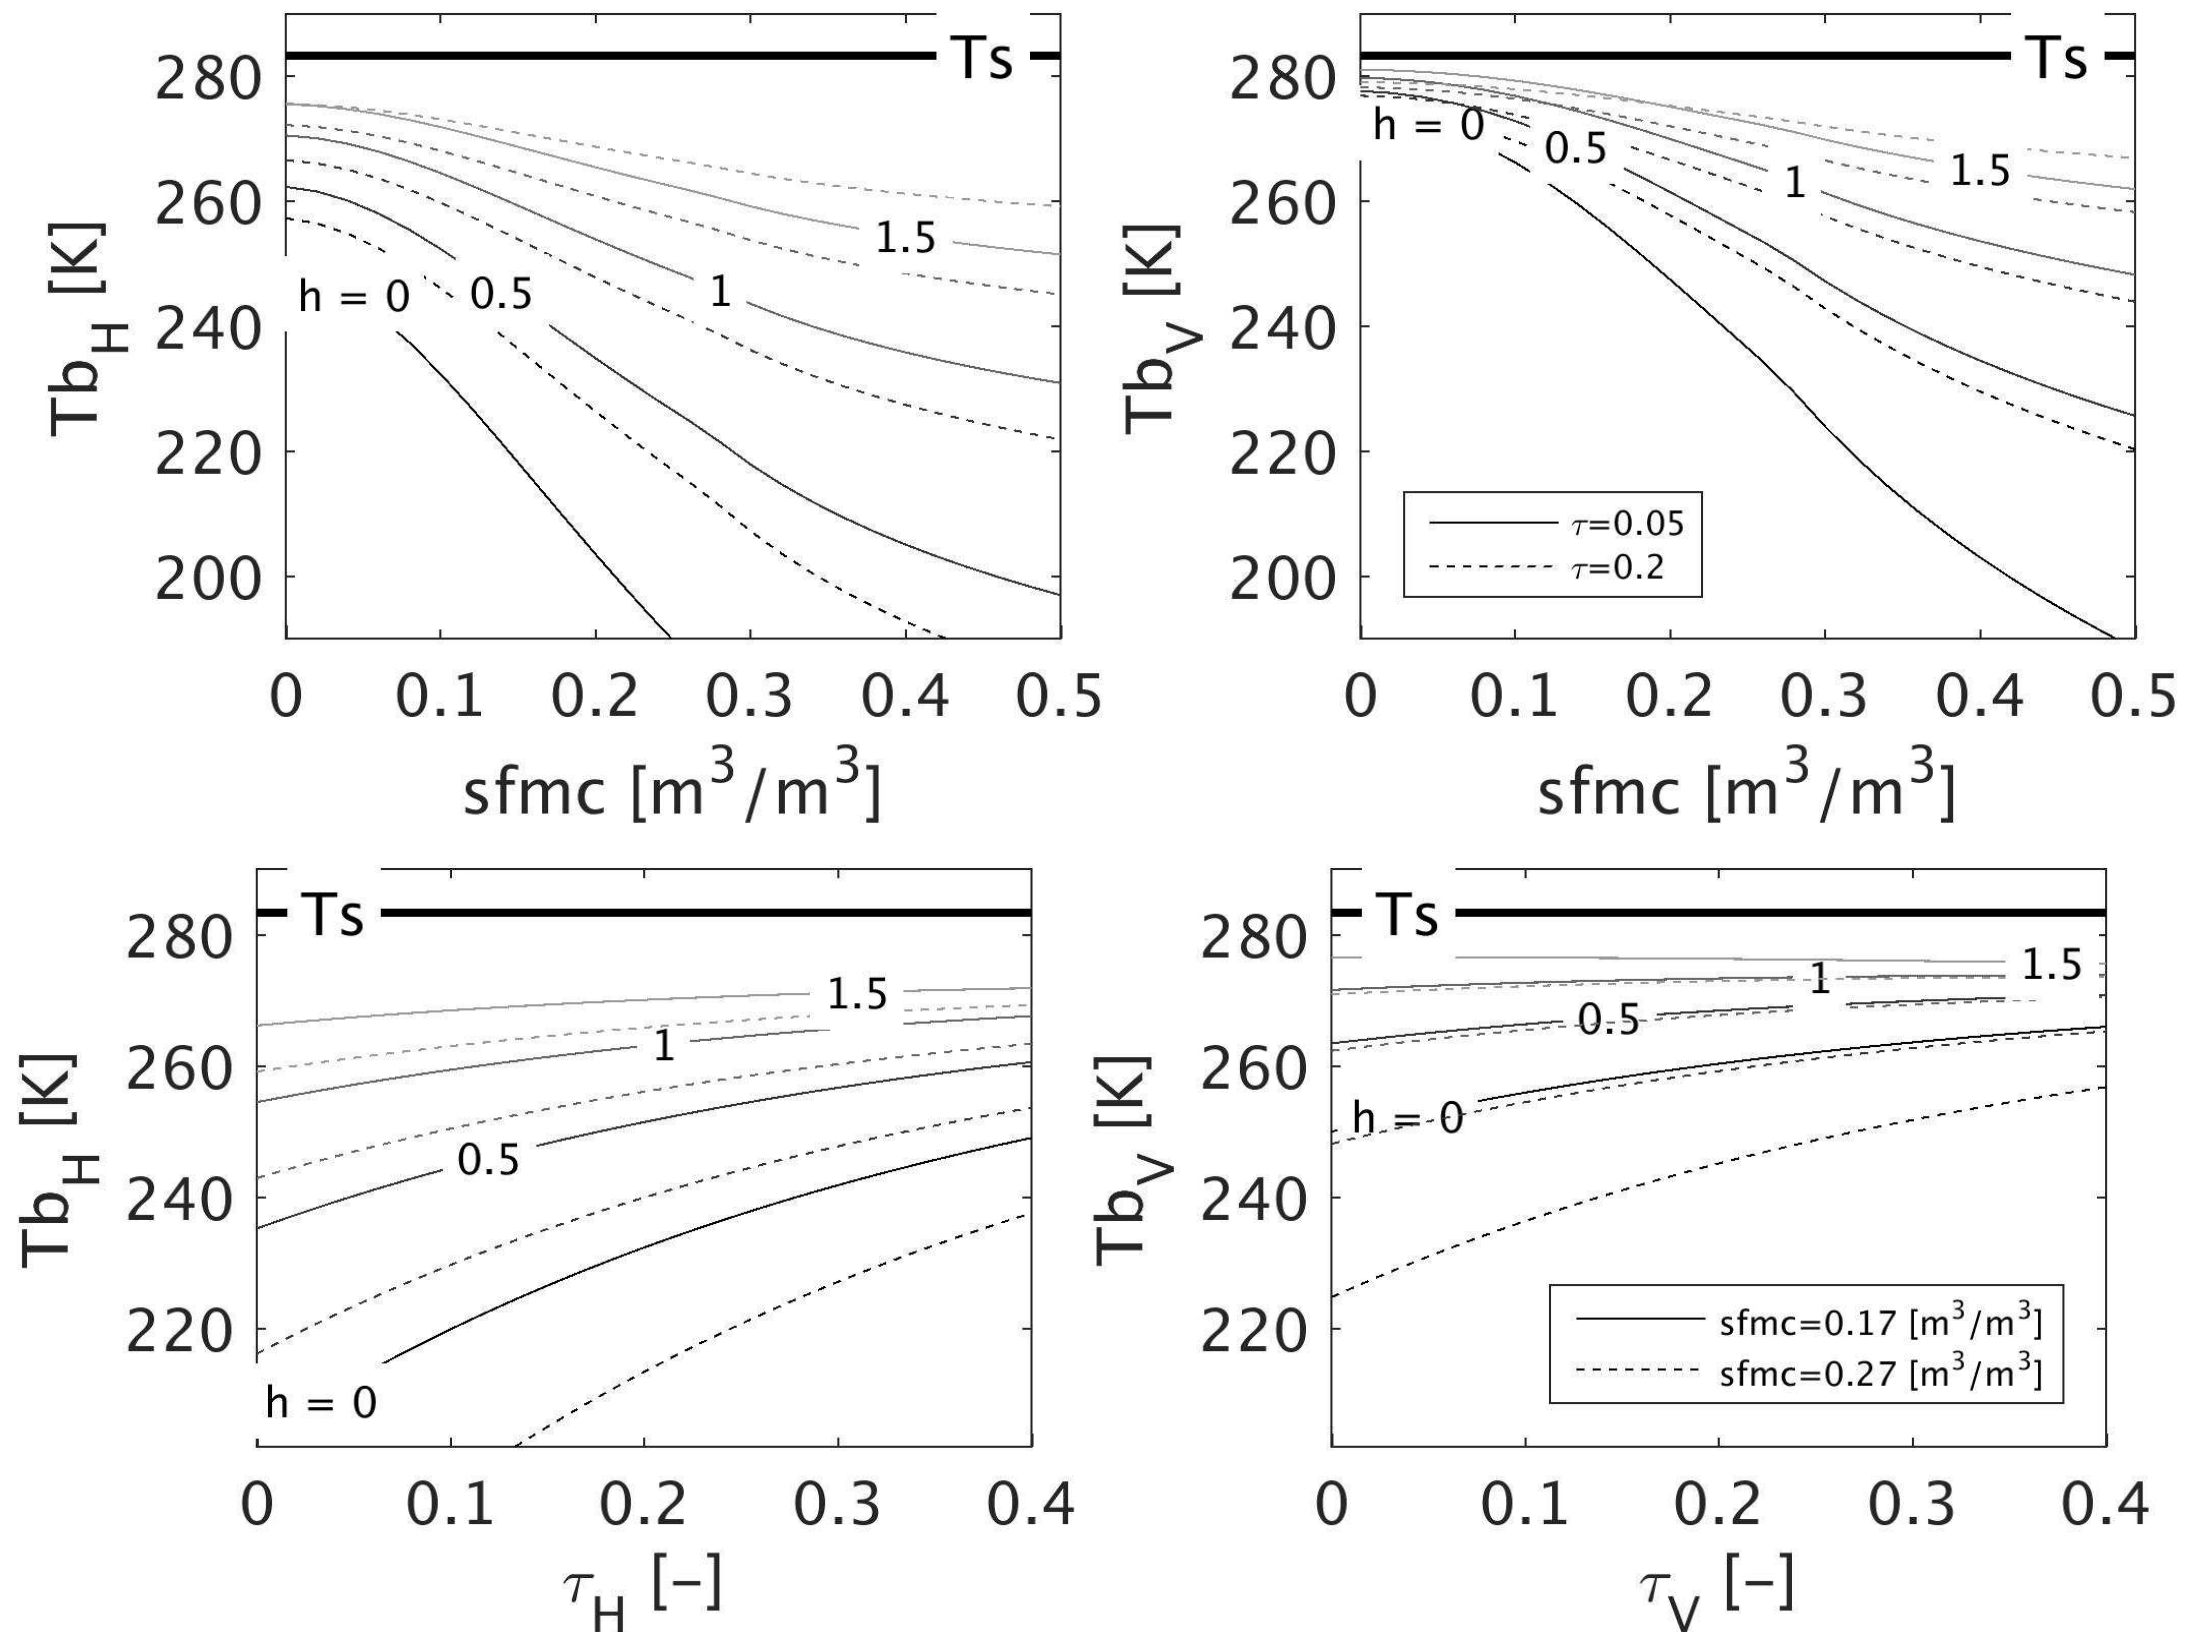 Ts
280
260
240
220
200
Tb_H [K]
h = 0
0.5
1
1.5
0 0.1 0.2 0.3 0.4 0.5
sfmc [m³/m³]
Ts
280
260
240
220
200
Tb_V [K]
h = 0
0.5
1
1.5
τ=0.05
τ=0.2
0 0.1 0.2 0.3 0.4 0.5
sfmc [m³/m³]
Ts
280
260
240
220
Tb_H [K]
1.5
1
0.5
h = 0
0 0.1 0.2 0.3 0.4
τ_H [–]
Ts
280
260
240
220
Tb_V [K]
1.5
1
0.5
h = 0
sfmc=0.17 [m³/m³]
sfmc=0.27 [m³/m³]
0 0.1 0.2 0.3 0.4
τ_V [–]